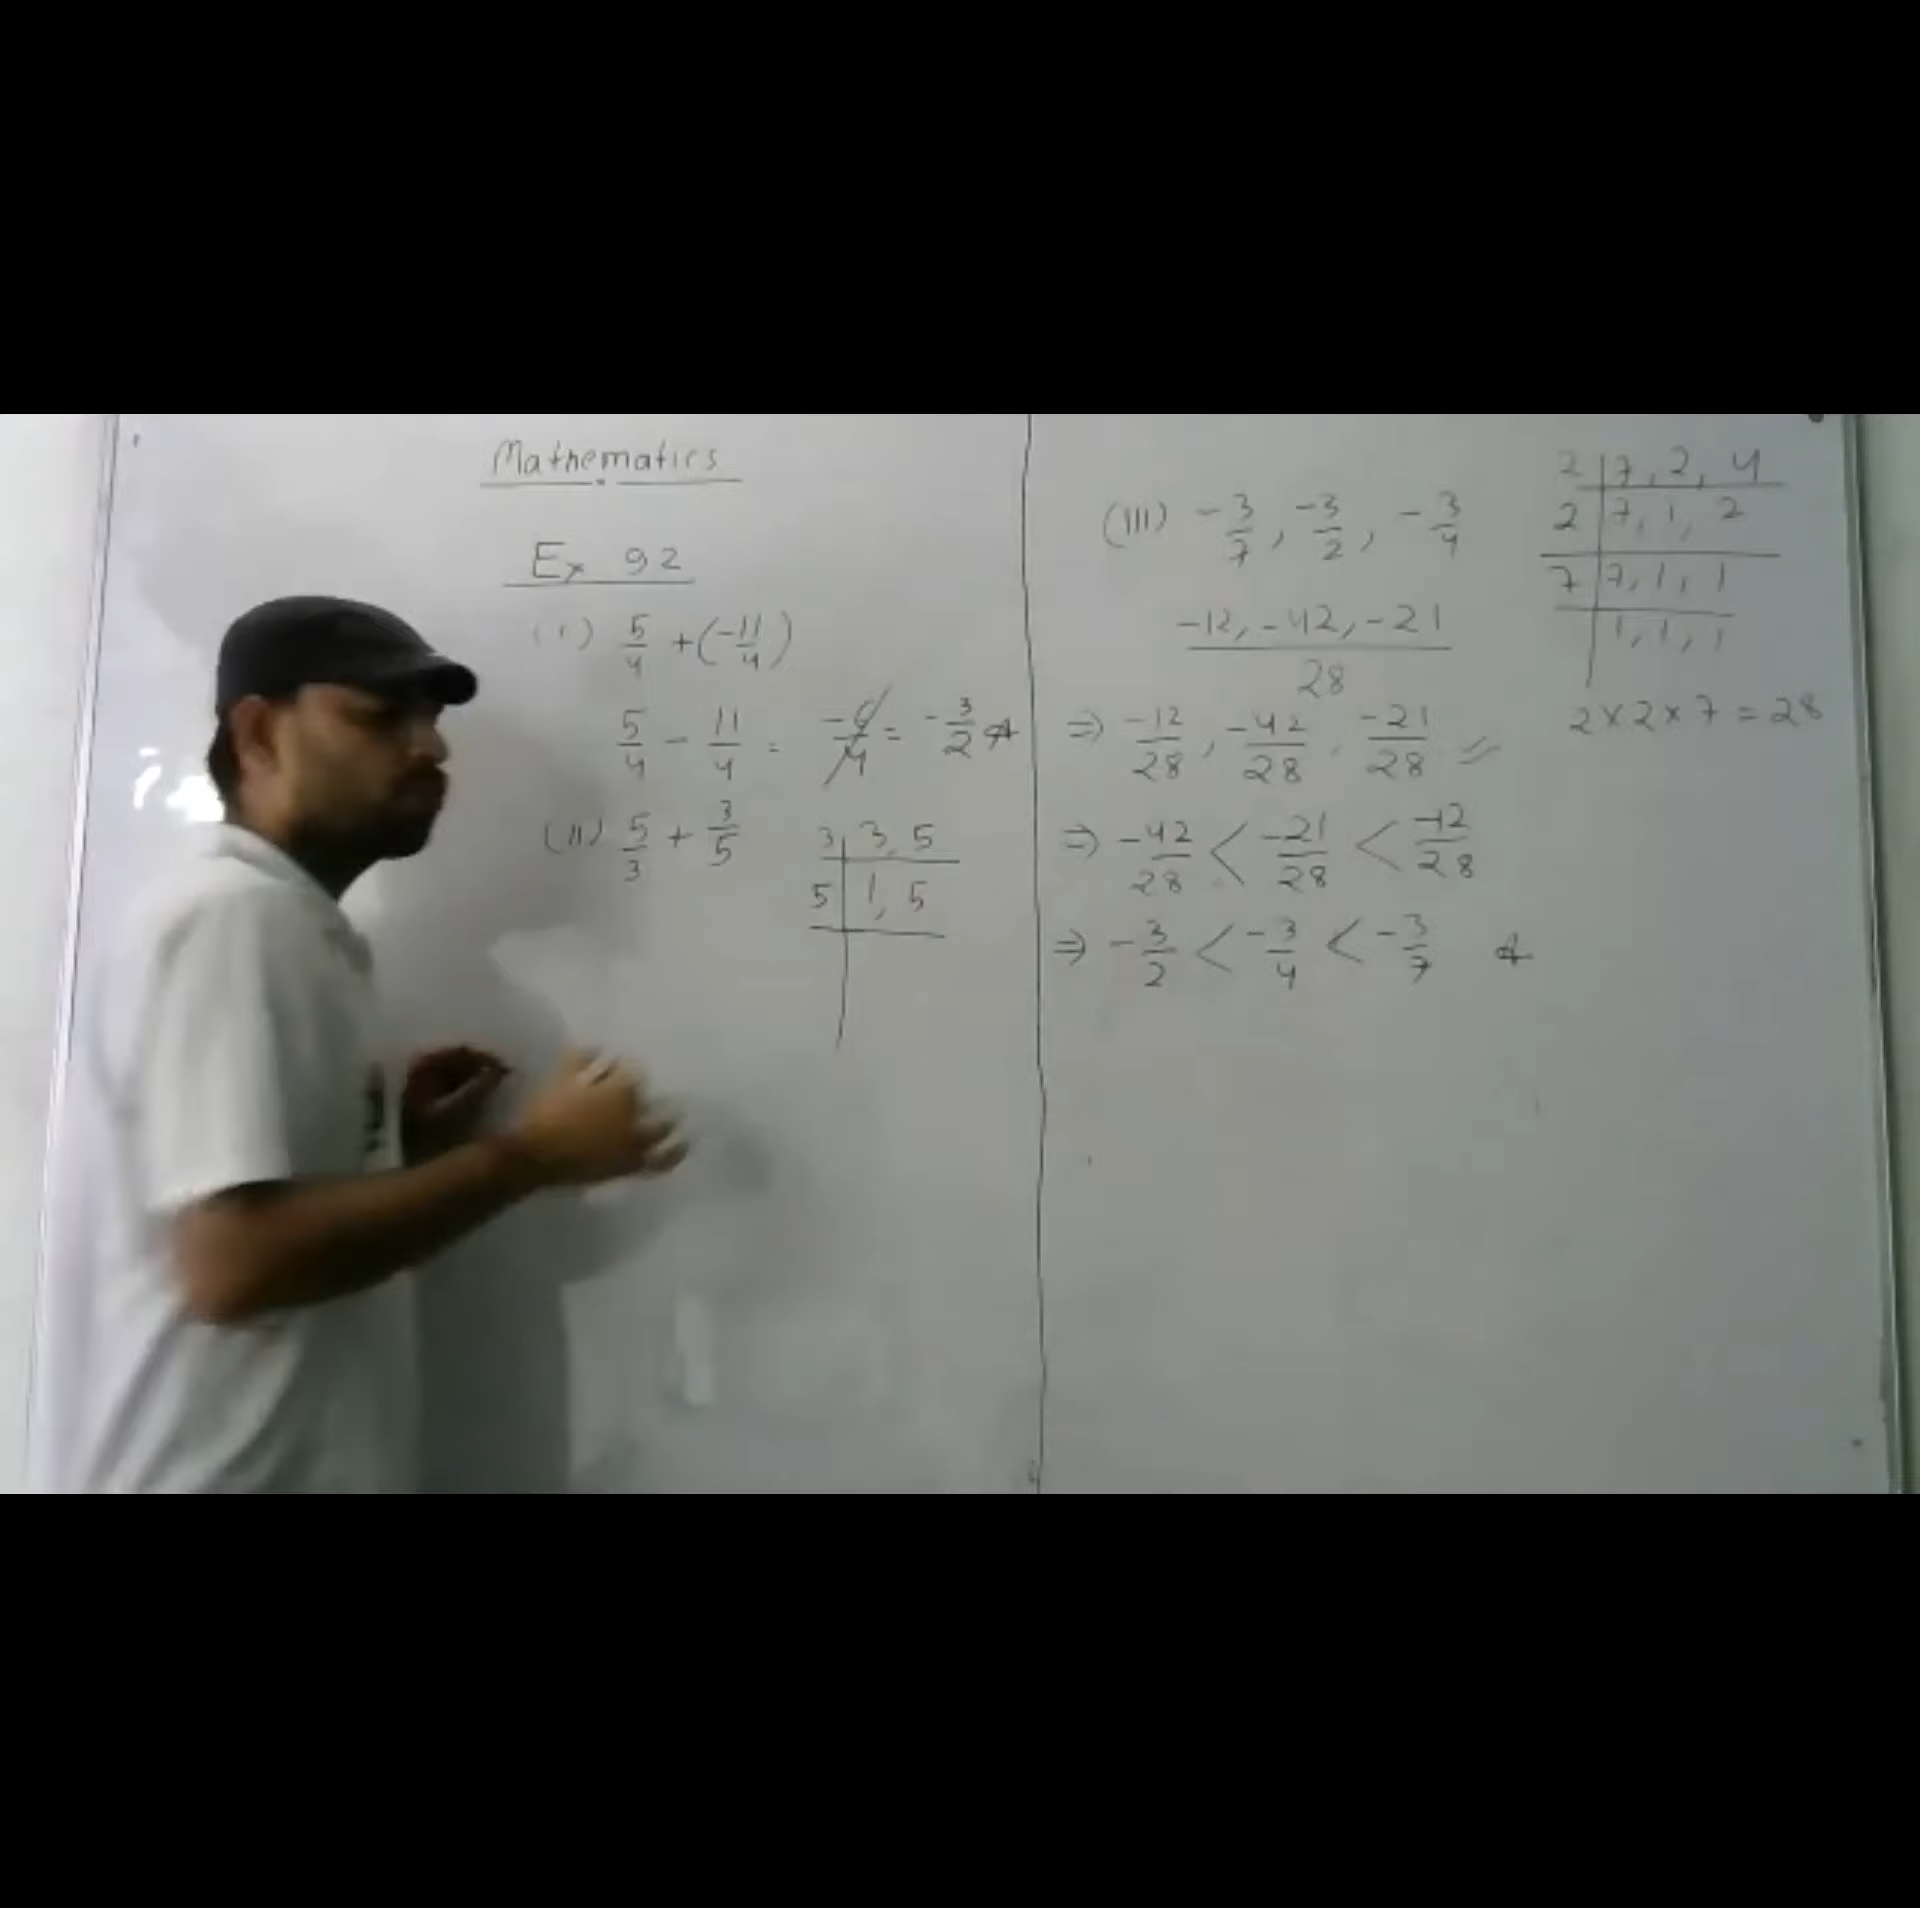 Mathematics
Ex 92
(i) 5/4 + (-11/4)
5/4 - 11/4 = -6/4 = -3/2
(ii) 5/3 + 3/5
3 | 3, 5
5 | 1, 5
(iii) -3/7, -3/2, -3/4
-12, -42, -21
28
⇒ -12/28, -42/28, -21/28
⇒ -42/28 < -21/28 < -12/28
⇒ -3/2 < -3/4 < -3/7
2 | 7, 2, 4
2 | 7, 1, 2
7 | 7, 1, 1
1, 1, 1
2 × 2 × 7 = 28